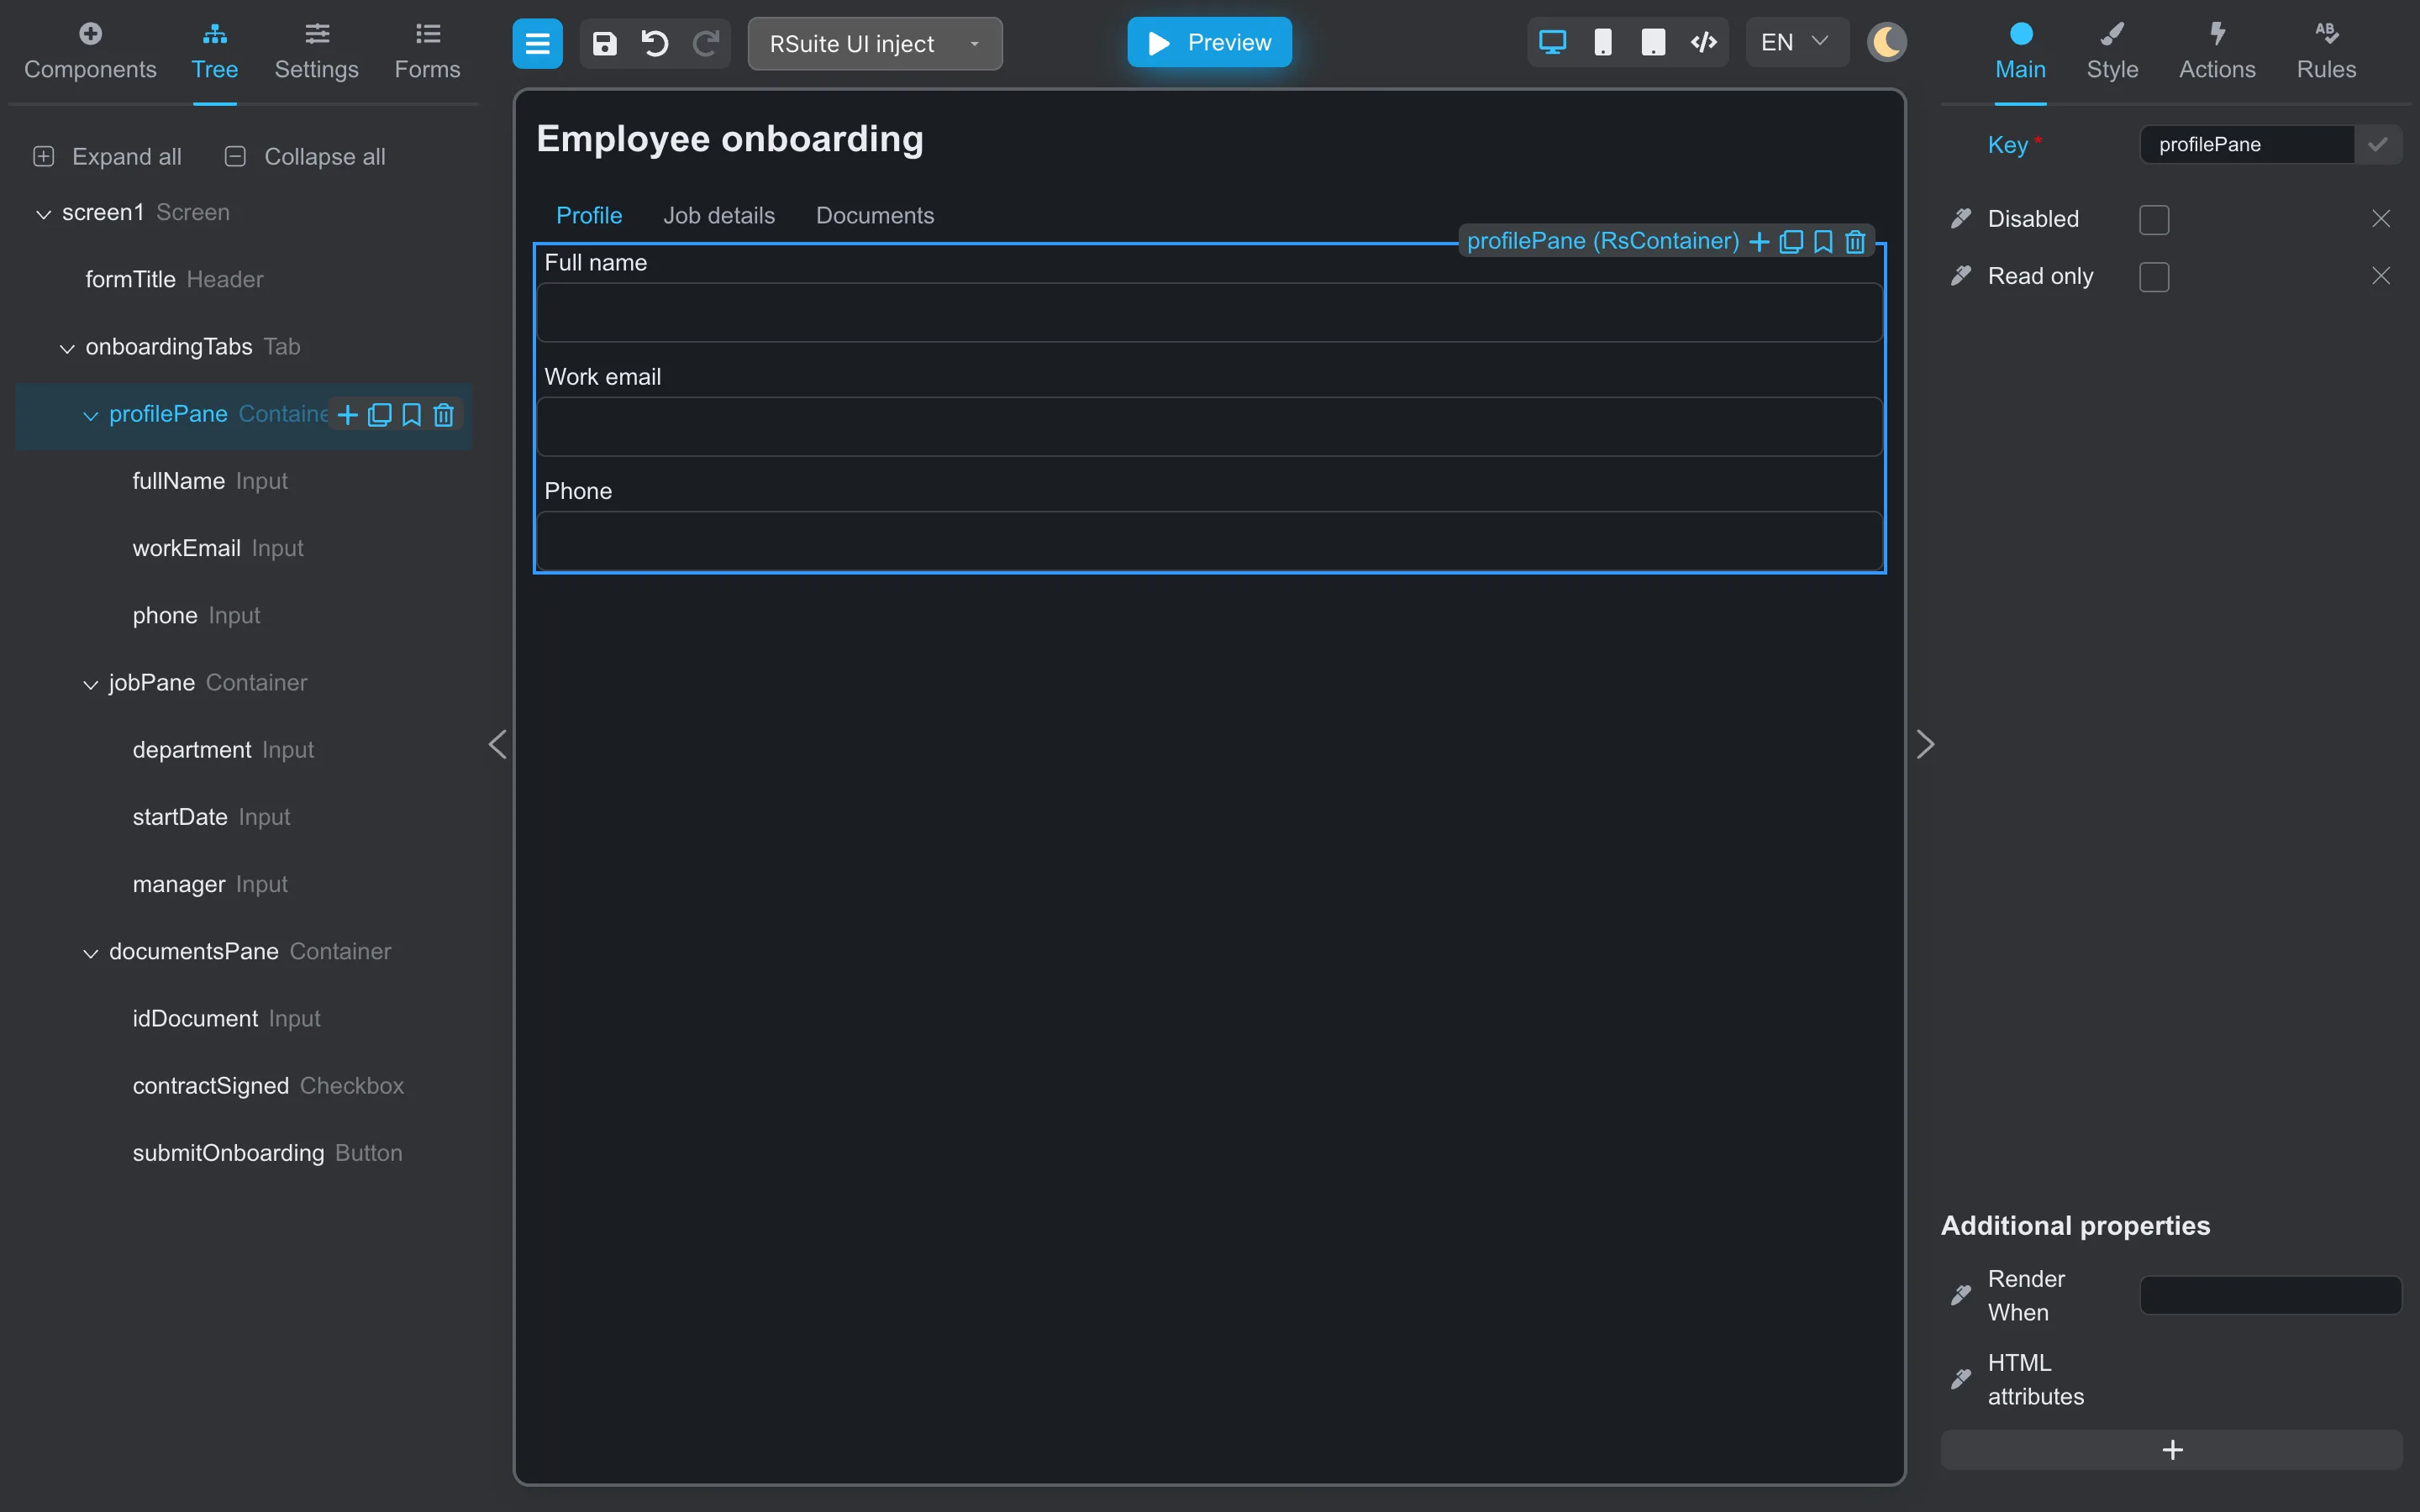 Components
Tree
Settings
Forms
RSuite UI inject
Preview
EN
Main
Style
Actions
Rules
Expand all
Collapse all
screen1 Screen
formTitle Header
onboardingTabs Tab
profilePane Containe
fullName Input
workEmail Input
phone Input
jobPane Container
department Input
startDate Input
manager Input
documentsPane Container
idDocument Input
contractSigned Checkbox
submitOnboarding Button
Employee onboarding
Profile
Job details
Documents
profilePane (RsContainer)
Full name
Work email
Phone
Key *
profilePane
Disabled
Read only
Additional properties
Render
When
HTML
attributes